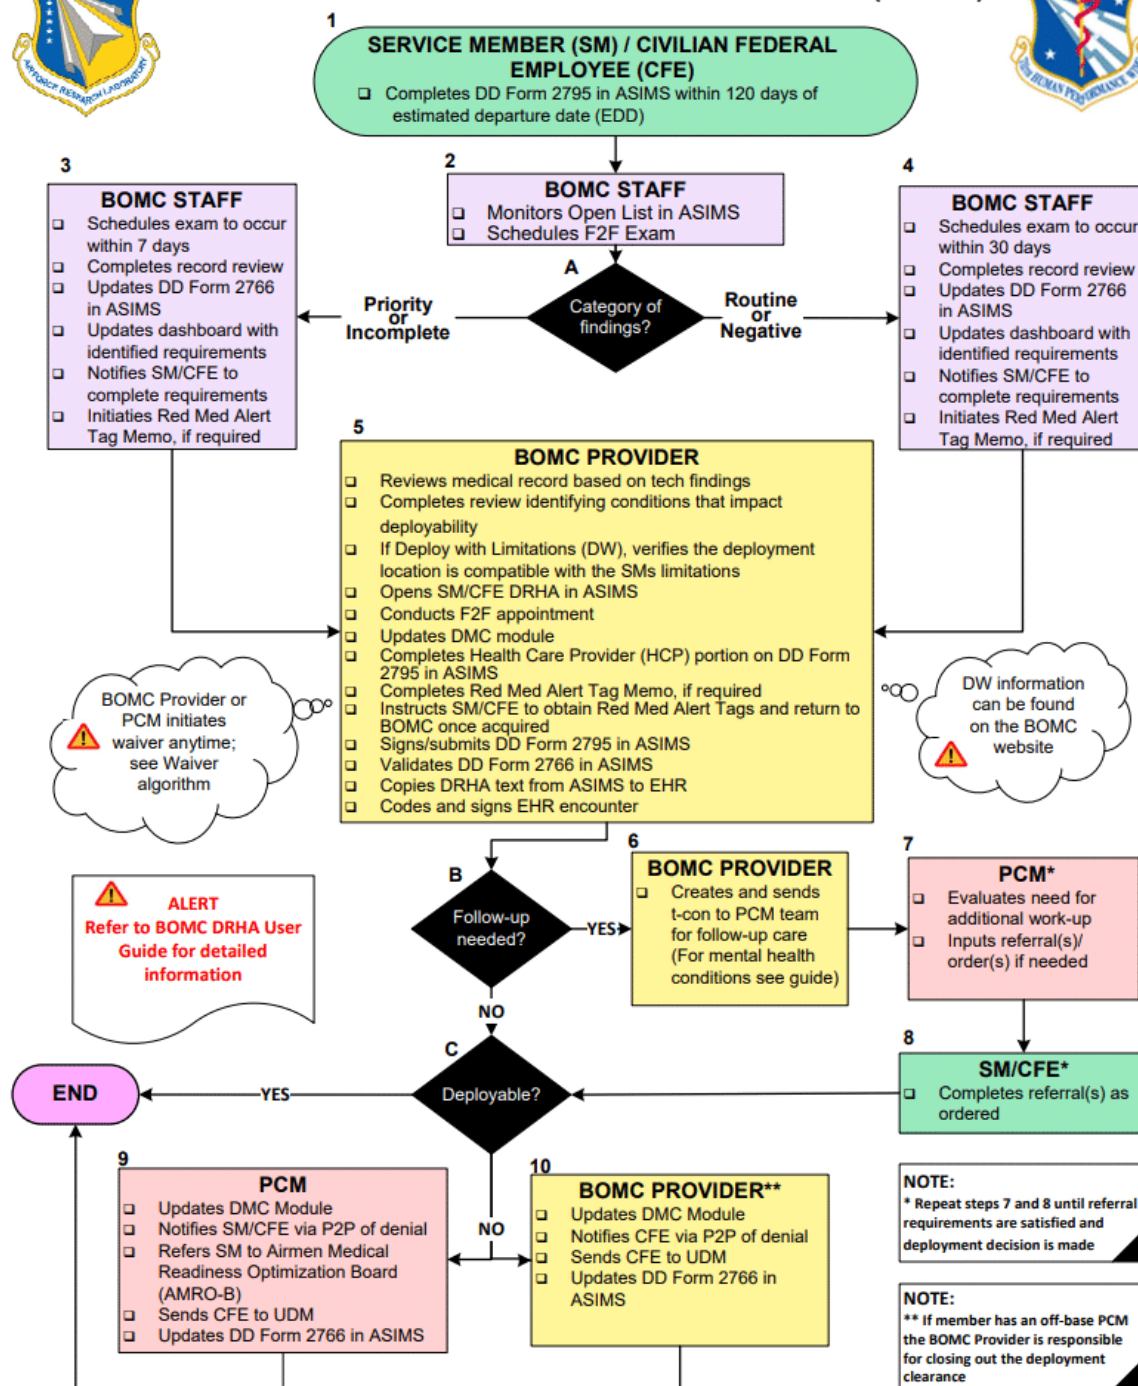 AIR FORCE RESEARCH LABORATORY
HUMAN PERFORMANCE WING
1
SERVICE MEMBER (SM) / CIVILIAN FEDERAL
EMPLOYEE (CFE)
Completes DD Form 2795 in ASIMS within 120 days of
estimated departure date (EDD)
2
BOMC STAFF
Monitors Open List in ASIMS
Schedules F2F Exam
3
BOMC STAFF
Schedules exam to occur
within 7 days
Completes record review
Updates DD Form 2766
in ASIMS
Updates dashboard with
identified requirements
Notifies SM/CFE to
complete requirements
Initiaties Red Med Alert
Tag Memo, if required
A
Category of
findings?
Priority
or
Incomplete
Routine
or
Negative
4
BOMC STAFF
Schedules exam to occur
within 30 days
Completes record review
Updates DD Form 2766
in ASIMS
Updates dashboard with
identified requirements
Notifies SM/CFE to
complete requirements
Initiates Red Med Alert
Tag Memo, if required
5
BOMC PROVIDER
Reviews medical record based on tech findings
Completes review identifying conditions that impact
deployability
If Deploy with Limitations (DW), verifies the deployment
location is compatible with the SMs limitations
Opens SM/CFE DRHA in ASIMS
Conducts F2F appointment
Updates DMC module
Completes Health Care Provider (HCP) portion on DD Form
2795 in ASIMS
Completes Red Med Alert Tag Memo, if required
Instructs SM/CFE to obtain Red Med Alert Tags and return to
BOMC once acquired
Signs/submits DD Form 2795 in ASIMS
Validates DD Form 2766 in ASIMS
Copies DRHA text from ASIMS to EHR
Codes and signs EHR encounter
BOMC Provider or
PCM initiates
waiver anytime;
see Waiver
algorithm
DW information
can be found
on the BOMC
website
ALERT
Refer to BOMC DRHA User
Guide for detailed
information
B
Follow-up
needed?
YES
NO
6
BOMC PROVIDER
Creates and sends
t-con to PCM team
for follow-up care
(For mental health
conditions see guide)
7
PCM*
Evaluates need for
additional work-up
Inputs referral(s)/
order(s) if needed
8
SM/CFE*
Completes referral(s) as
ordered
C
Deployable?
YES
END
NO
9
PCM
Updates DMC Module
Notifies SM/CFE via P2P of denial
Refers SM to Airmen Medical
Readiness Optimization Board
(AMRO-B)
Sends CFE to UDM
Updates DD Form 2766 in ASIMS
10
BOMC PROVIDER**
Updates DMC Module
Notifies CFE via P2P of denial
Sends CFE to UDM
Updates DD Form 2766 in
ASIMS
NOTE:
* Repeat steps 7 and 8 until referral
requirements are satisfied and
deployment decision is made
NOTE:
** If member has an off-base PCM
the BOMC Provider is responsible
for closing out the deployment
clearance